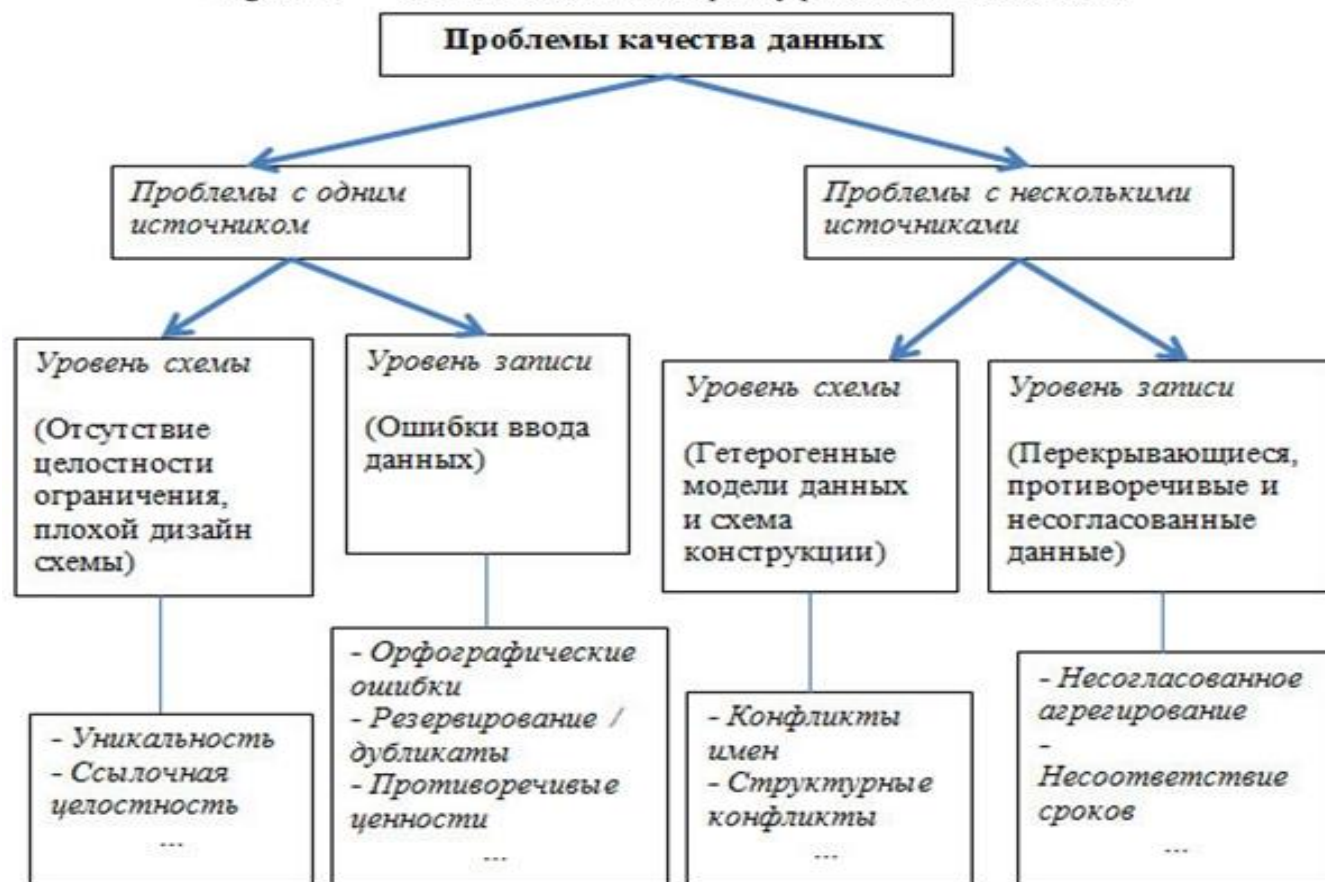 Проблемы качества данных
Проблемы с одним
источником
Проблемы с несколькими
источниками
Уровень схемы
(Отсутствие
целостности
ограничения,
плохой дизайн
схемы)
Уровень записи
(Ошибки ввода
данных)
Уровень схемы
(Гетерогенные
модели данных
и схема
конструкции)
Уровень записи
(Перекрывающиеся,
противоречивые и
несогласованные
данные)
- Уникальность
- Ссылочная
целостность
...
- Орфографические
ошибки
- Резервирование /
дубликаты
- Противоречивые
ценности
...
- Конфликты
имен
- Структурные
конфликты
...
- Несогласованное
агрегирование
-
Несоответствие
сроков
...